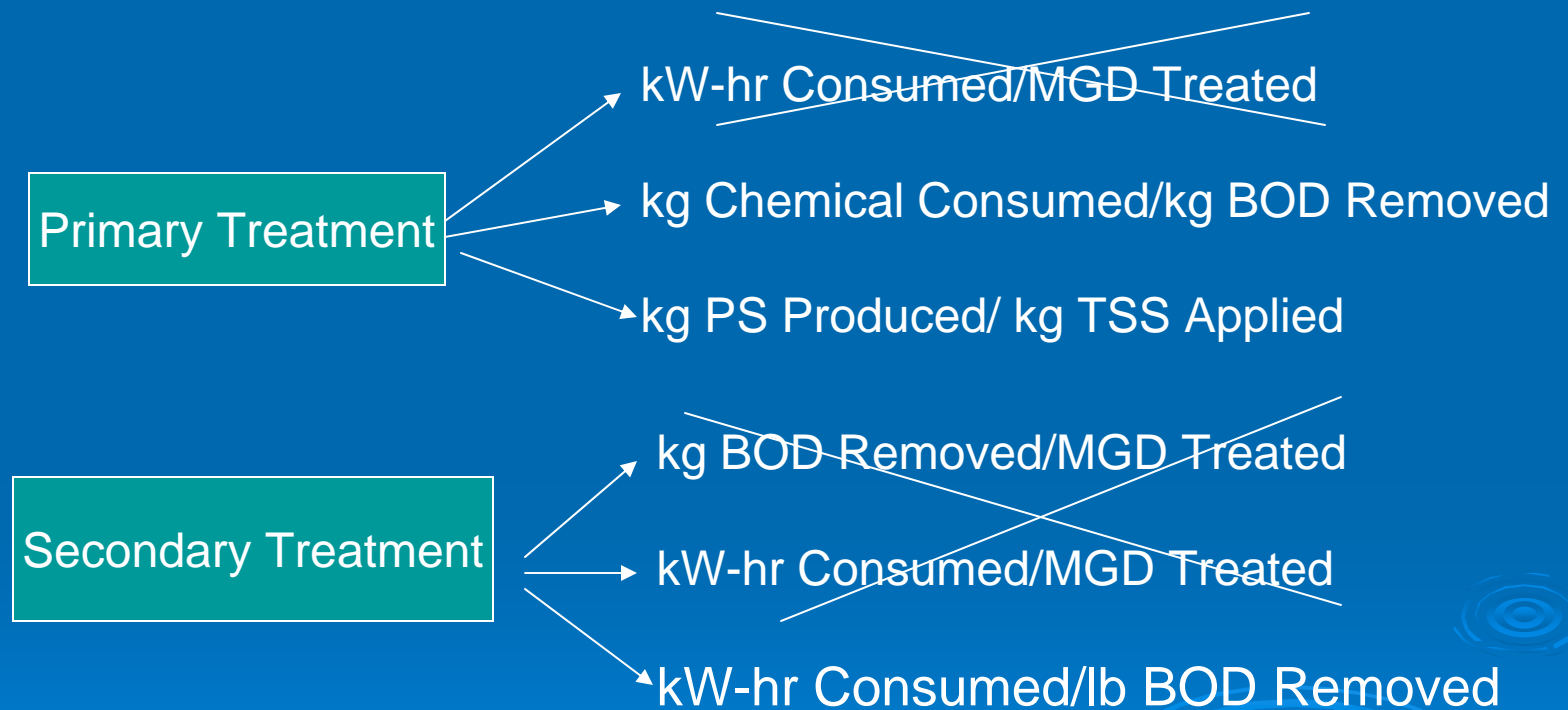 kW-hr Consumed/MGD Treated
Primary Treatment
kg Chemical Consumed/kg BOD Removed
kg PS Produced/ kg TSS Applied
kg BOD Removed/MGD Treated
Secondary Treatment
kW-hr Consumed/MGD Treated
kW-hr Consumed/lb BOD Removed